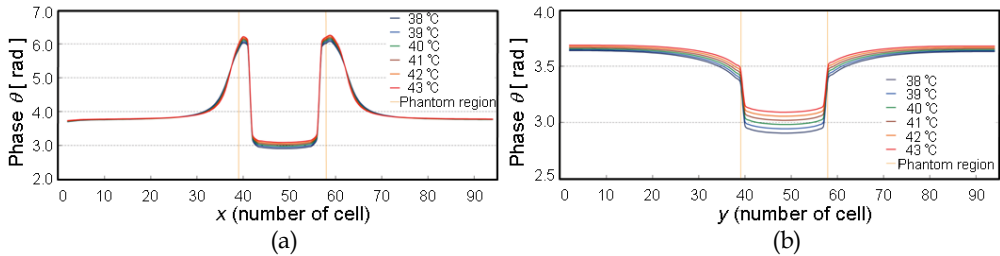 7.0
6.0
5.0
4.0
3.0
2.0
Phase θ [ rad ]
0 10 20 30 40 50 60 70 80 90
x (number of cell)
38 ℃
39 ℃
40 ℃
41 ℃
42 ℃
43 ℃
Phantom region
(a)
4.0
3.5
3.0
2.5
Phase θ [ rad ]
0 10 20 30 40 50 60 70 80 90
y (number of cell)
38 ℃
39 ℃
40 ℃
41 ℃
42 ℃
43 ℃
Phantom region
(b)